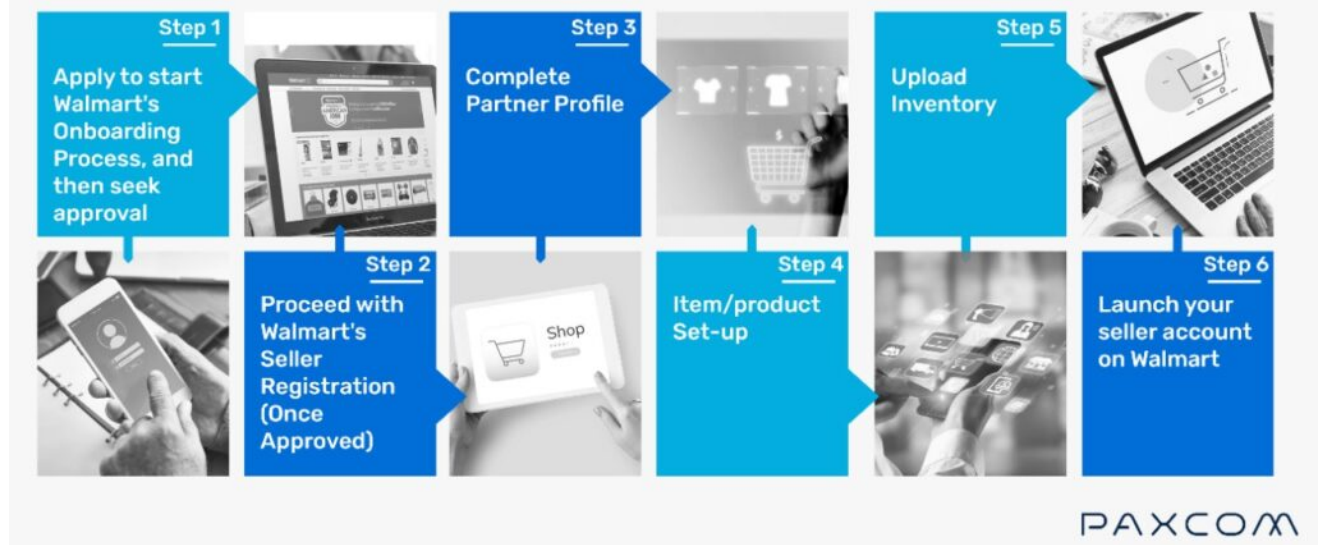 Step 1
Apply to start
Walmart's
Onboarding
Process, and
then seek
approval
Step 2
Proceed with
Walmart's
Seller
Registration
(Once
Approved)
Step 3
Complete
Partner Profile
Shop
Step 4
Item/product
Set-up
Step 5
Upload
Inventory
Step 6
Launch your
seller account
on Walmart
PAXCOM